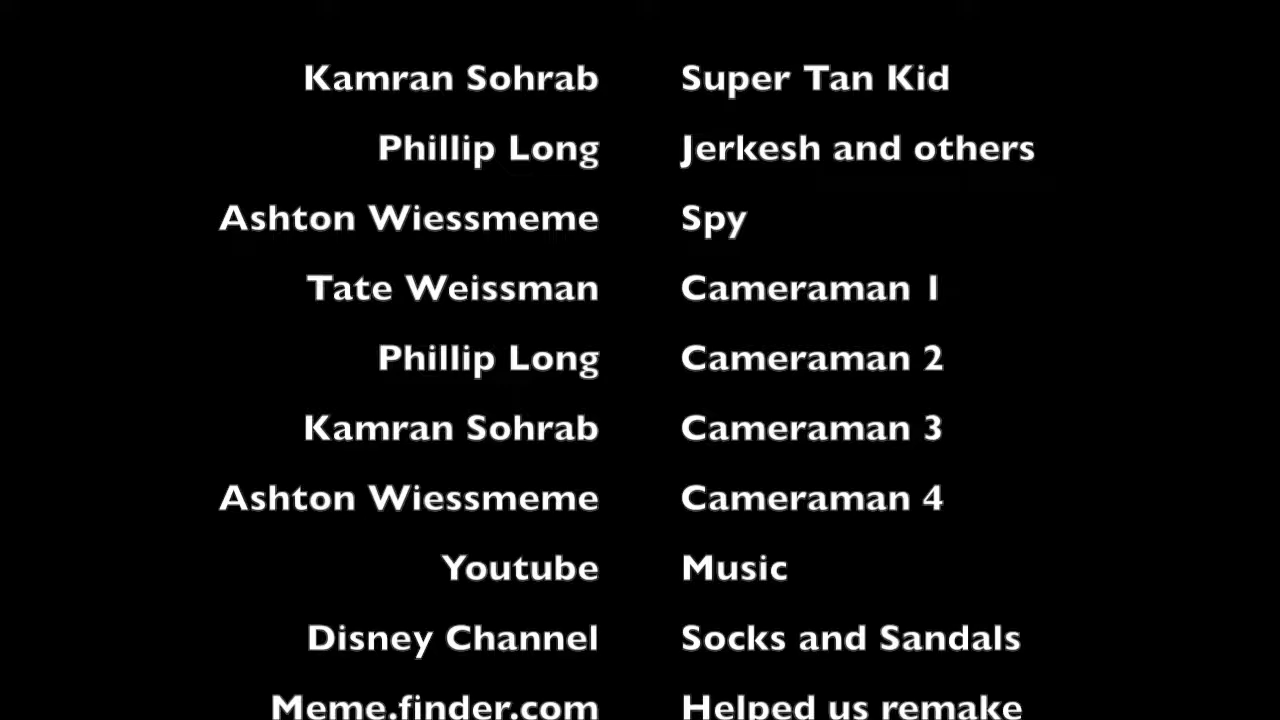 Kamran Sohrab Super Tan Kid
Phillip Long Jerkesh and others
Ashton Wiessmeme Spy
Tate Weissman Cameraman 1
Phillip Long Cameraman 2
Kamran Sohrab Cameraman 3
Ashton Wiessmeme Cameraman 4
Youtube Music
Disney Channel Socks and Sandals
Meme.finder.com Helped us remake